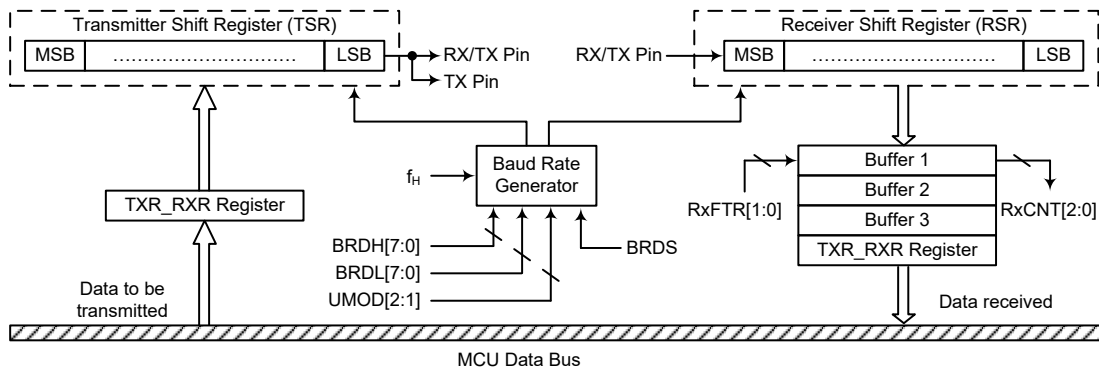 Transmitter Shift Register (TSR)
MSB ………………………… LSB
RX/TX Pin
TX Pin
Receiver Shift Register (RSR)
RX/TX Pin
MSB ………………………… LSB
Baud Rate
Generator
fH
BRDH[7:0]
BRDL[7:0]
UMOD[2:1]
BRDS
TXR_RXR Register
Data to be
transmitted
Buffer 1
Buffer 2
Buffer 3
TXR_RXR Register
RxFTR[1:0]
RxCNT[2:0]
Data received
MCU Data Bus